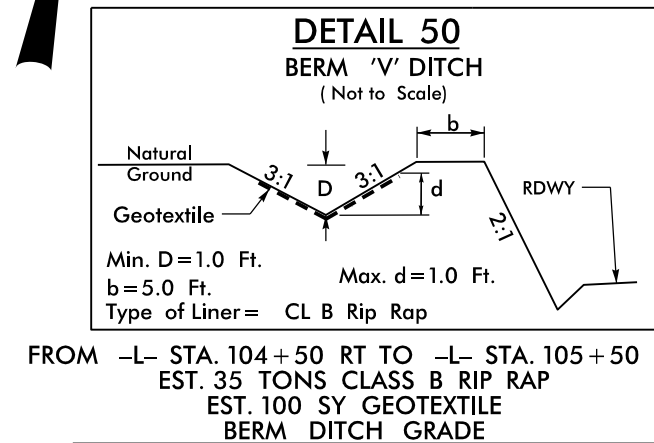 DETAIL 50
BERM 'V' DITCH
( Not to Scale)
b
Natural
Ground
3:1
D
3:1
d
RDWY
Geotextile
2:1
Min. D=1.0 Ft.
Max. d=1.0 Ft.
b=5.0 Ft.
Type of Liner= CL B Rip Rap
FROM -L- STA. 104+50 RT TO -L- STA. 105+50
EST. 35 TONS CLASS B RIP RAP
EST. 100 SY GEOTEXTILE
BERM DITCH GRADE